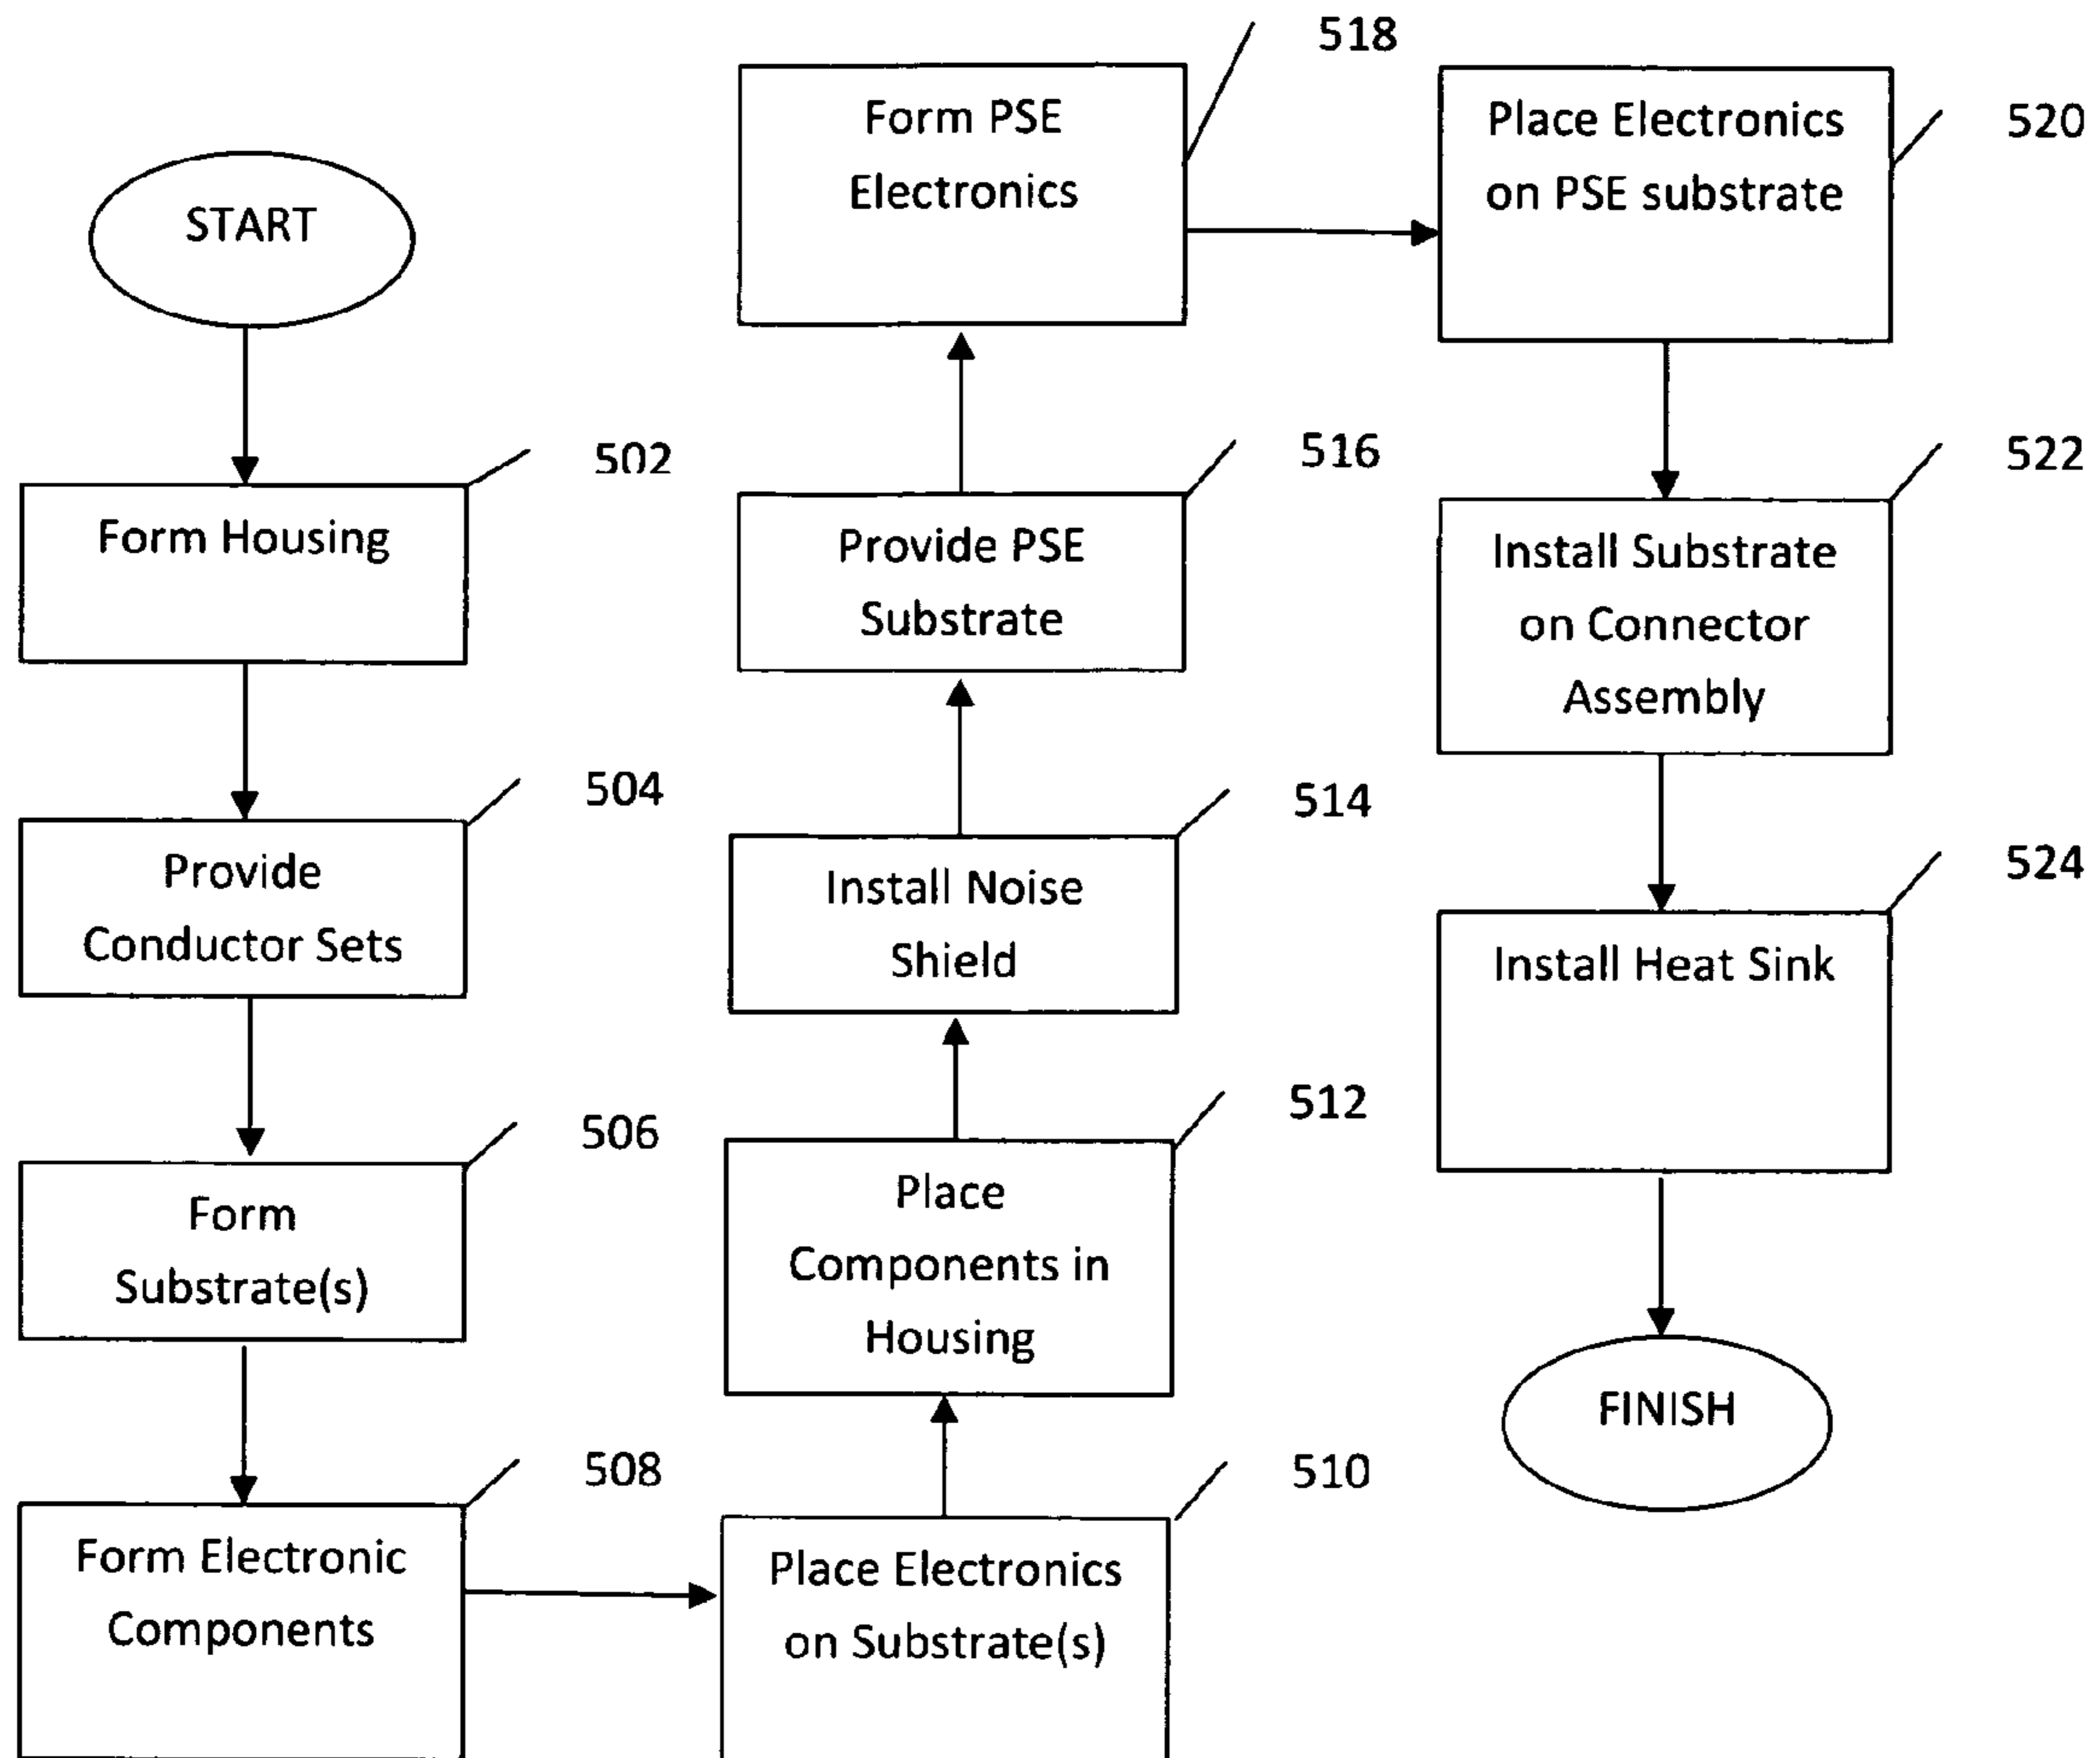 START
502
Form Housing
504
Provide
Conductor Sets
506
Form
Substrate(s)
508
Form Electronic
Components
510
Place Electronics
on Substrate(s)
512
Place
Components in
Housing
514
Install Noise
Shield
516
Provide PSE
Substrate
518
Form PSE
Electronics
520
Place Electronics
on PSE substrate
522
Install Substrate
on Connector
Assembly
524
Install Heat Sink
FINISH